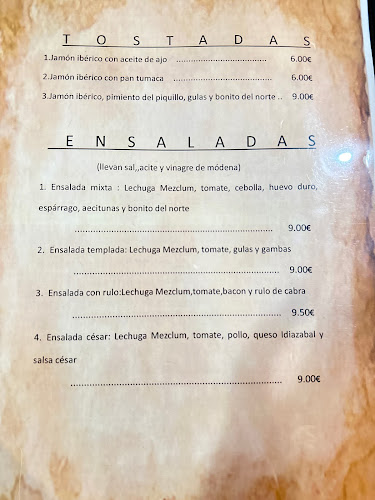 T O S T A D A S
1.Jamón ibérico con aceite de ajo ................................ 6.00€
2.Jamón ibérico con pan tumaca ................................. 6.00€
3.Jamón ibérico, pimiento del piquillo, gulas y bonito del norte .. 9.00€
E N S A L A D A S
(llevan sal,,acite y vinagre de módena)
1. Ensalada mixta : Lechuga Mezclum, tomate, cebolla, huevo duro,
espárrago, aecitunas y bonito del norte
................................................................ 9.00€
2. Ensalada templada: Lechuga Mezclum, tomate, gulas y gambas
................................................................ 9.00€
3. Ensalada con rulo:Lechuga Mezclum,tomate,bacon y rulo de cabra
................................................................ 9.50€
4. Ensalada césar: Lechuga Mezclum, tomate, pollo, queso Idiazabal y
salsa césar
................................................................ 9.00€